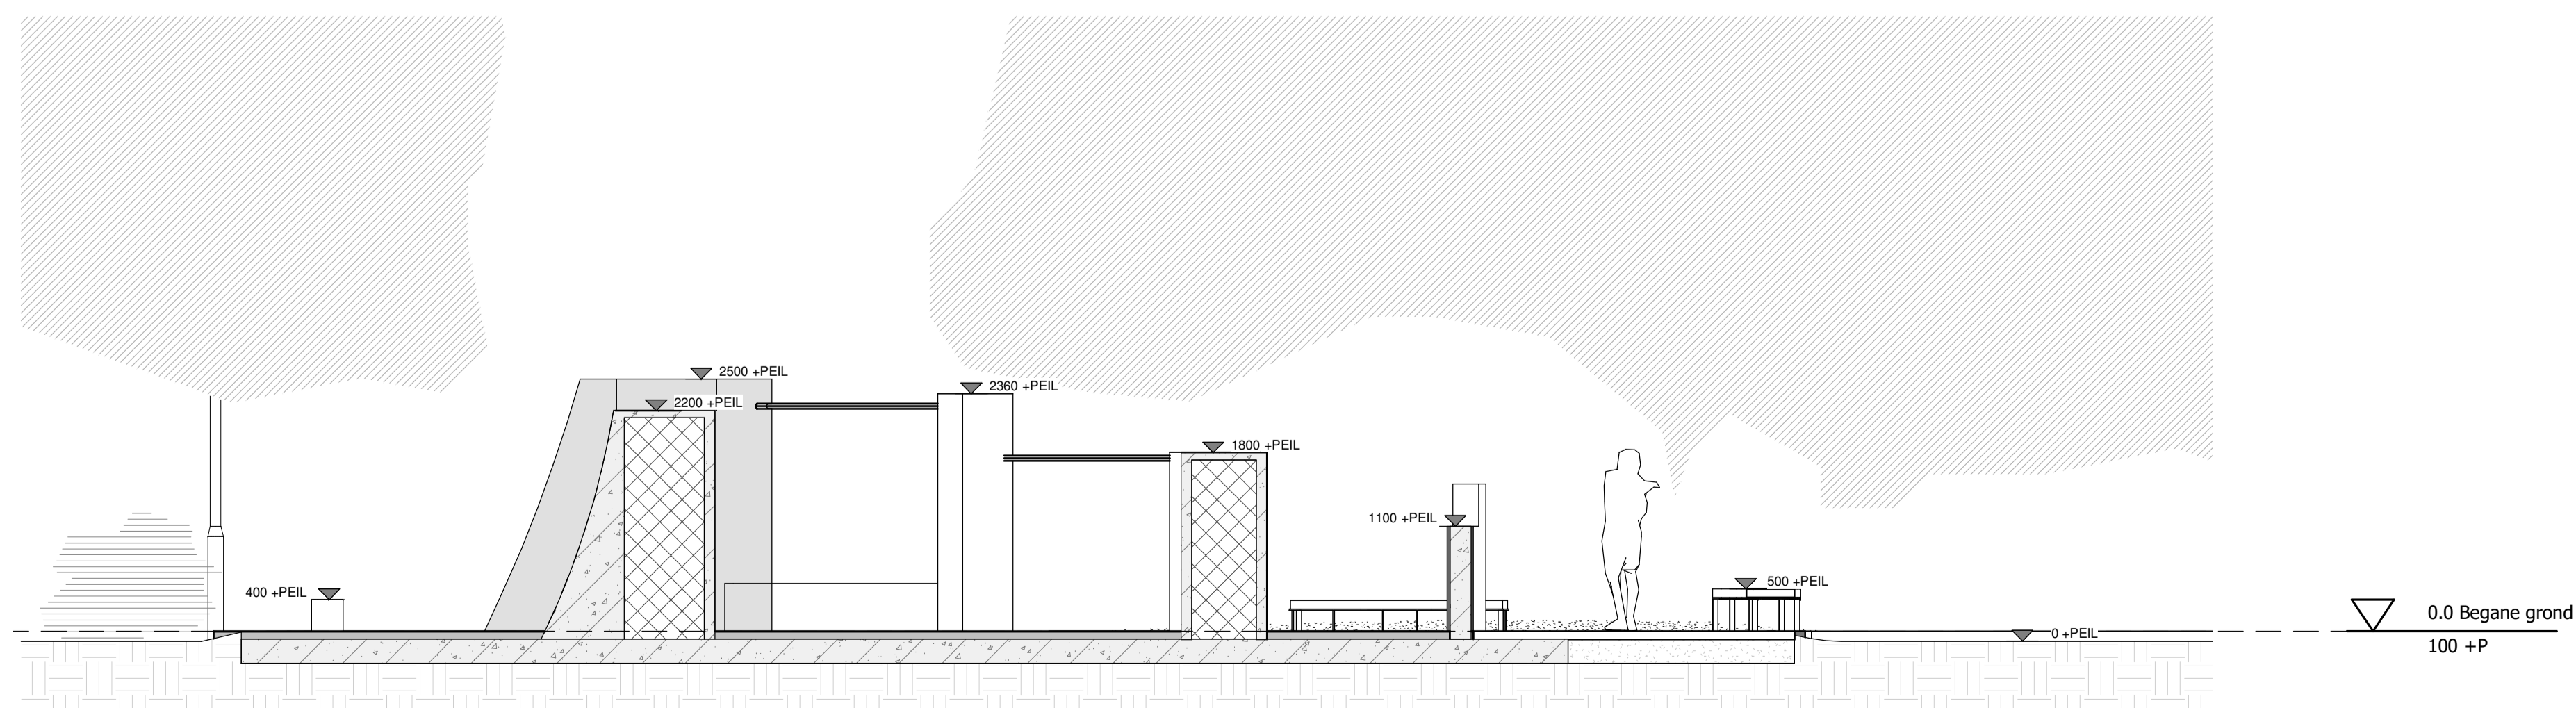 2500 +PEIL
2360 +PEIL
2200 +PEIL
1800 +PEIL
1100 +PEIL
400 +PEIL
500 +PEIL
0.0 Begane grond
0 +PEIL
100 +P